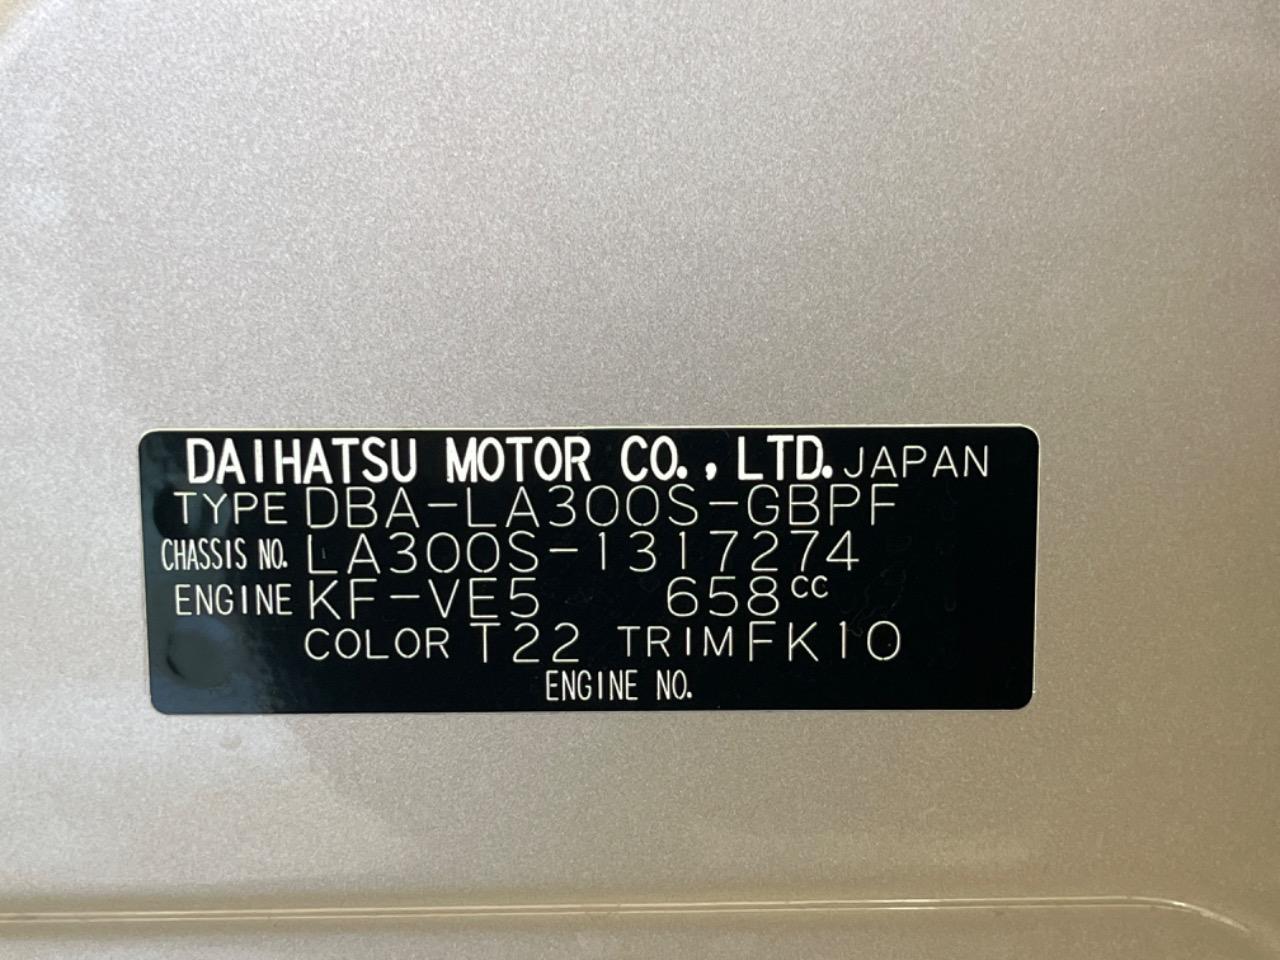 DAIHATSU MOTOR CO., LTD. JAPAN
TYPE DBA-LA300S-GBPF
CHASSIS NO. LA300S-1317274
ENGINE KF-VE5 658cc
COLOR T22 TRIM FK10
ENGINE NO.